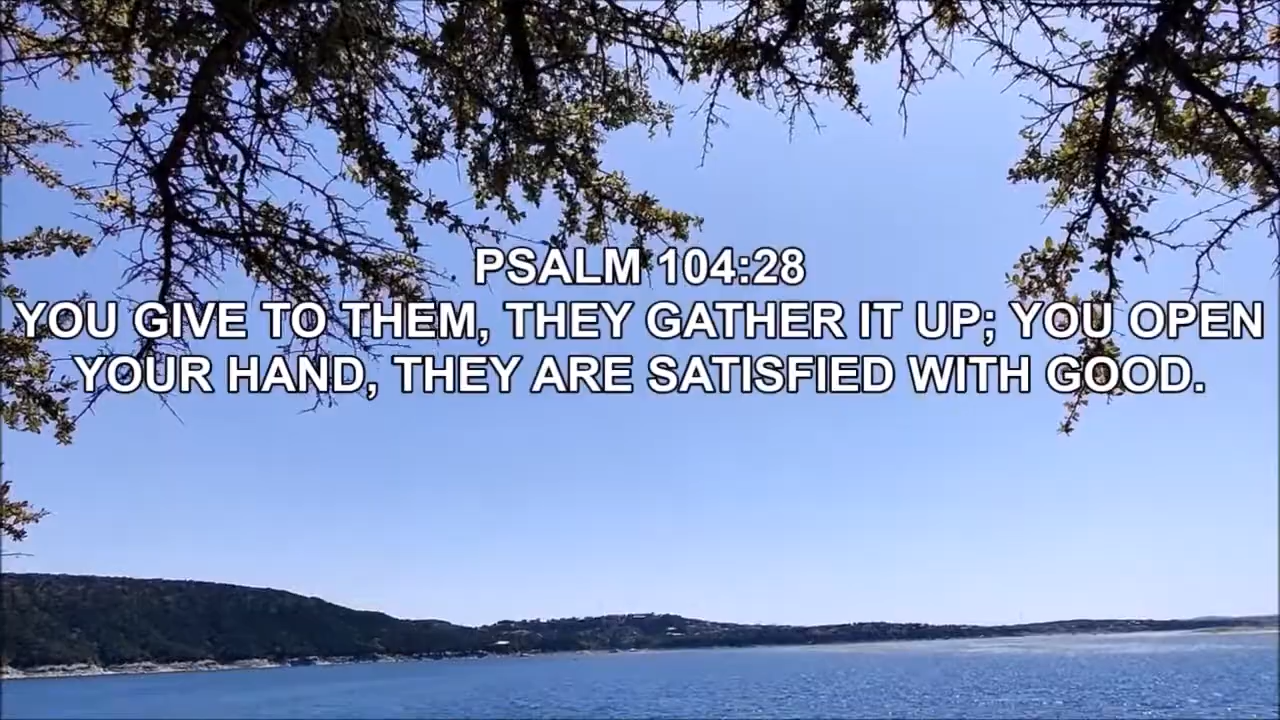 PSALM 104:28
YOU GIVE TO THEM, THEY GATHER IT UP; YOU OPEN
YOUR HAND, THEY ARE SATISFIED WITH GOOD.